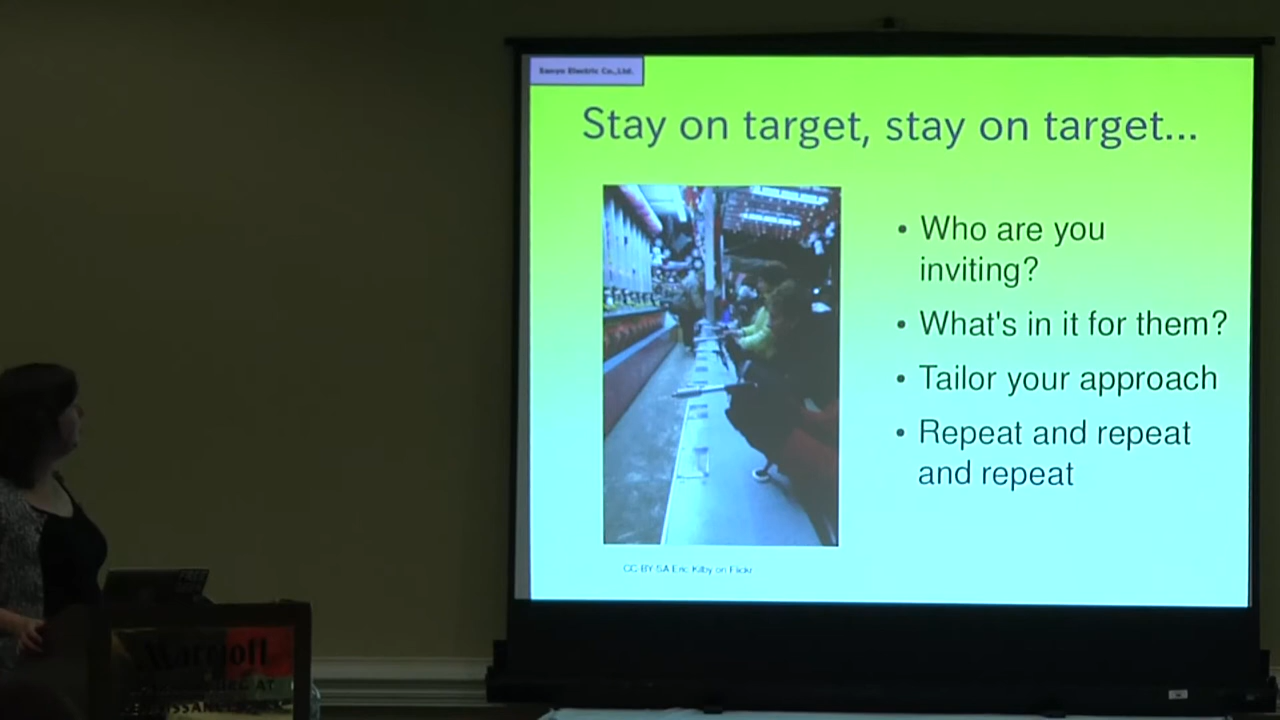 Sanyo Electric Co.,Ltd.
Stay on target, stay on target...
• Who are you
inviting?
• What's in it for them?
• Tailor your approach
• Repeat and repeat
and repeat
CC BY SA Eric Kilby on Flickr
Marriott
AT